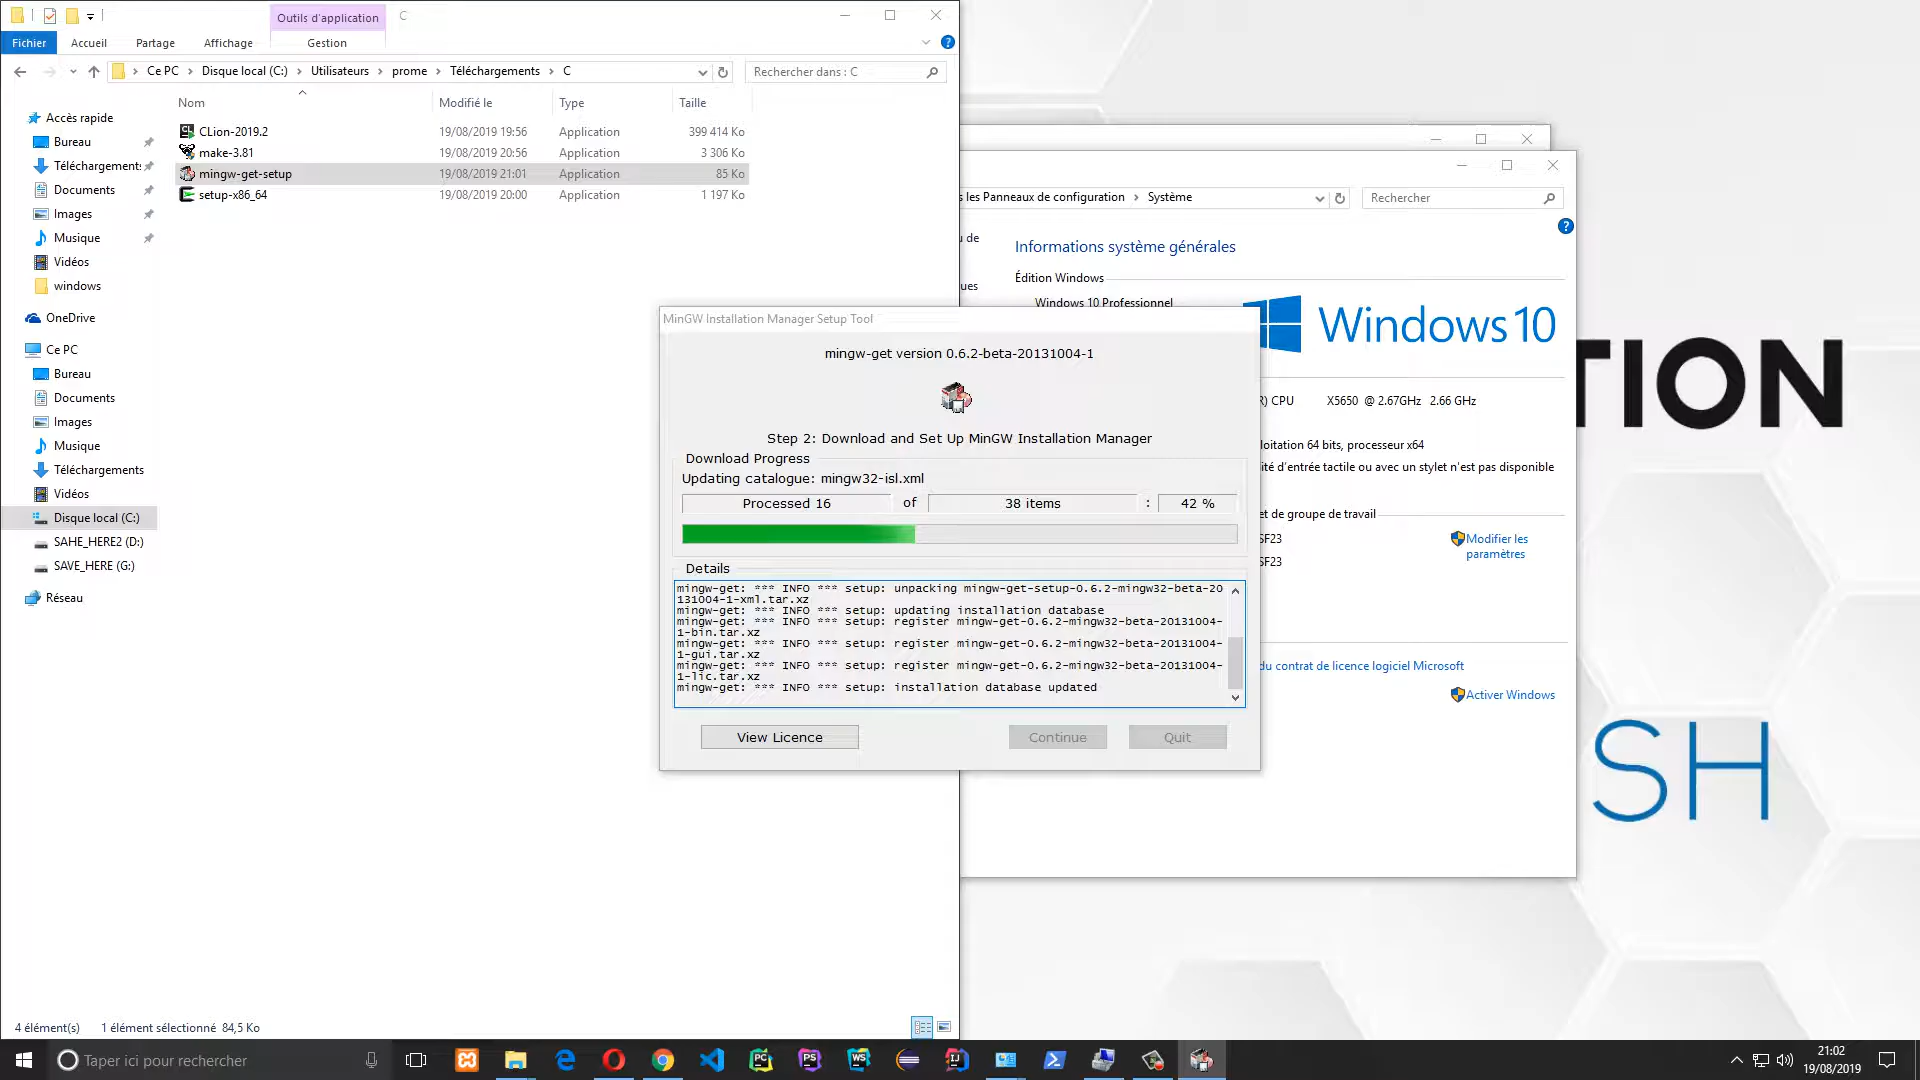 Outils d'application
C
Fichier
Accueil
Partage
Affichage
Gestion
Ce PC
Disque local (C:)
Utilisateurs
prome
Téléchargements
C
Rechercher dans : C
Nom
Modifié le
Type
Taille
CLion-2019.2
19/08/2019 19:56
Application
399 414 Ko
make-3.81
19/08/2019 20:56
Application
3 306 Ko
mingw-get-setup
19/08/2019 21:01
Application
85 Ko
setup-x86_64
19/08/2019 20:00
Application
1 197 Ko
Accès rapide
Bureau
Téléchargement
Documents
Images
Musique
Vidéos
windows
OneDrive
Ce PC
Bureau
Documents
Images
Musique
Téléchargements
Vidéos
Disque local (C:)
SAHE_HERE2 (D:)
SAVE_HERE (G:)
Réseau
4 élément(s)
1 élément sélectionné 84,5 Ko
MinGW Installation Manager Setup Tool
mingw-get version 0.6.2-beta-20131004-1
Step 2: Download and Set Up MinGW Installation Manager
Download Progress
Updating catalogue: mingw32-isl.xml
Processed 16
of
38 items
:
42 %
Details
mingw-get: *** INFO *** setup: unpacking mingw-get-setup-0.6.2-mingw32-beta-20
131004-1-xml.tar.xz
mingw-get: *** INFO *** setup: updating installation database
mingw-get: *** INFO *** setup: register mingw-get-0.6.2-mingw32-beta-20131004-
1-bin.tar.xz
mingw-get: *** INFO *** setup: register mingw-get-0.6.2-mingw32-beta-20131004-
1-gui.tar.xz
mingw-get: *** INFO *** setup: register mingw-get-0.6.2-mingw32-beta-20131004-
1-lic.tar.xz
mingw-get: *** INFO *** setup: installation database updated
View Licence
Continue
Quit
s les Panneaux de configuration
Système
Rechercher
u de
ues
Informations système générales
Édition Windows
Windows 10 Professionnel
Windows 10
R) CPU
X5650 @ 2.67GHz 2.66 GHz
loitation 64 bits, processeur x64
ité d'entrée tactile ou avec un stylet n'est pas disponible
et de groupe de travail
SF23
SF23
Modifier les
paramètres
du contrat de licence logiciel Microsoft
Activer Windows
TION
SH
Taper ici pour rechercher
PC
PS
WS
IJ
21:02
19/08/2019